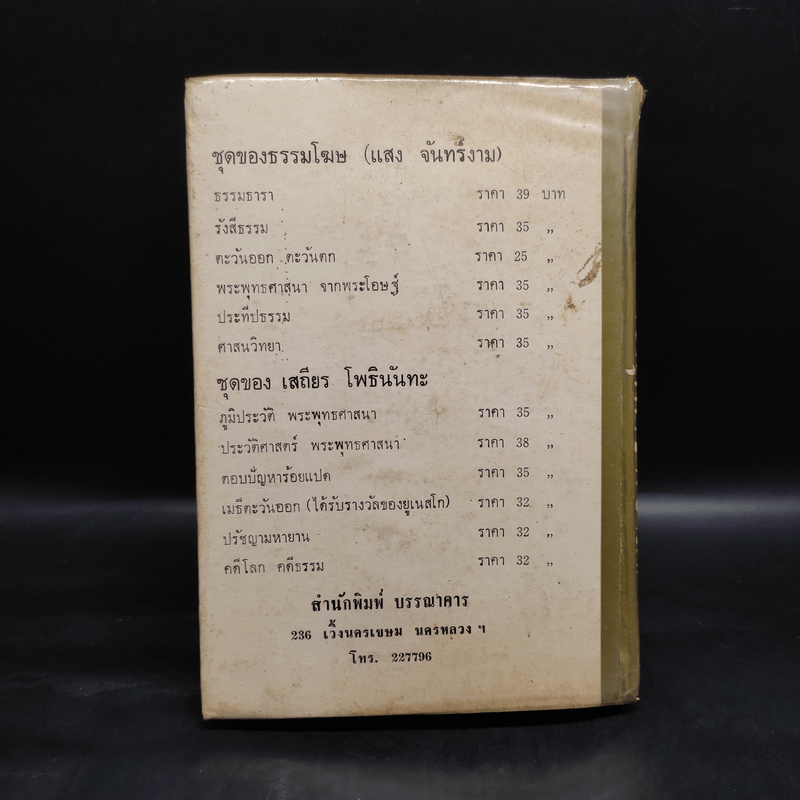 ชุดของธรรมโฆษ (แสง จันทร์งาม)
ธรรมธารา ราคา 39 บาท
รังสีธรรม ราคา 35 „
ตะวันออก ตะวันตก ราคา 25 „
พระพุทธศาสนา จากพระโอษฐ์ ราคา 35 „
ประทีปธรรม ราคา 35 „
ศาสนวิทยา ราคา 35 „
ชุดของ เสถียร โพธินันทะ
ภูมิประวัติ พระพุทธศาสนา ราคา 35 „
ประวัติศาสตร์ พระพุทธศาสนา ราคา 38 „
ตอบปัญหาร้อยแปด ราคา 35 „
เมธีตะวันออก (ได้รับรางวัลของยูเนสโก) ราคา 32 „
ปรัชญามหายาน ราคา 32 „
คดีโลก คดีธรรม ราคา 32 „
สำนักพิมพ์ บรรณาคาร
236 เวิ้งนครเขษม นครหลวง ฯ
โทร. 227796